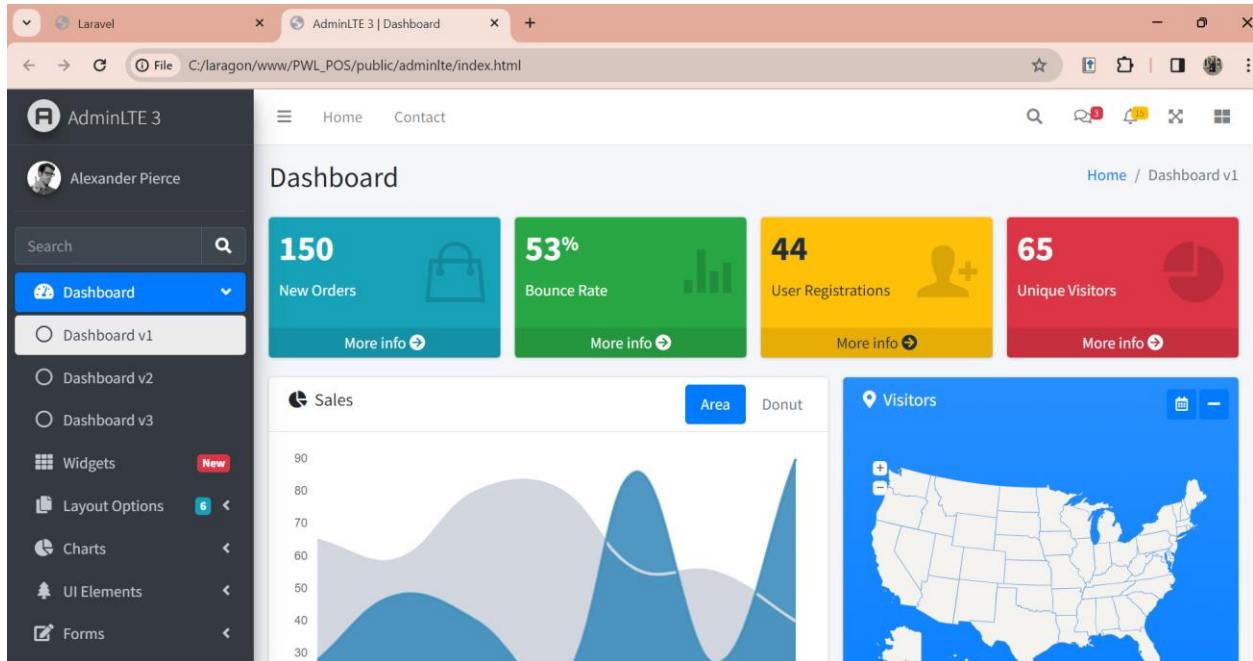 Laravel
AdminLTE 3 | Dashboard
File C:/laragon/www/PWL_POS/public/adminlte/index.html
AdminLTE 3
Home Contact
3
15
Alexander Pierce
Dashboard
Home / Dashboard v1
Search
150
New Orders
More info
53%
Bounce Rate
More info
44
User Registrations
More info
65
Unique Visitors
More info
Dashboard
Dashboard v1
Dashboard v2
Dashboard v3
Widgets New
Layout Options 6
Charts
UI Elements
Forms
Sales
Area Donut
90
80
70
60
50
40
30
Visitors
+
−